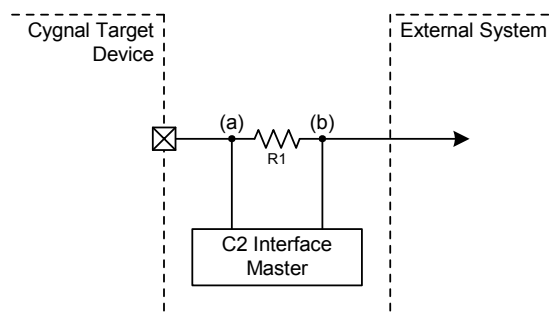 Cygnal Target
Device
External System
(a)
(b)
R1
C2 Interface
Master